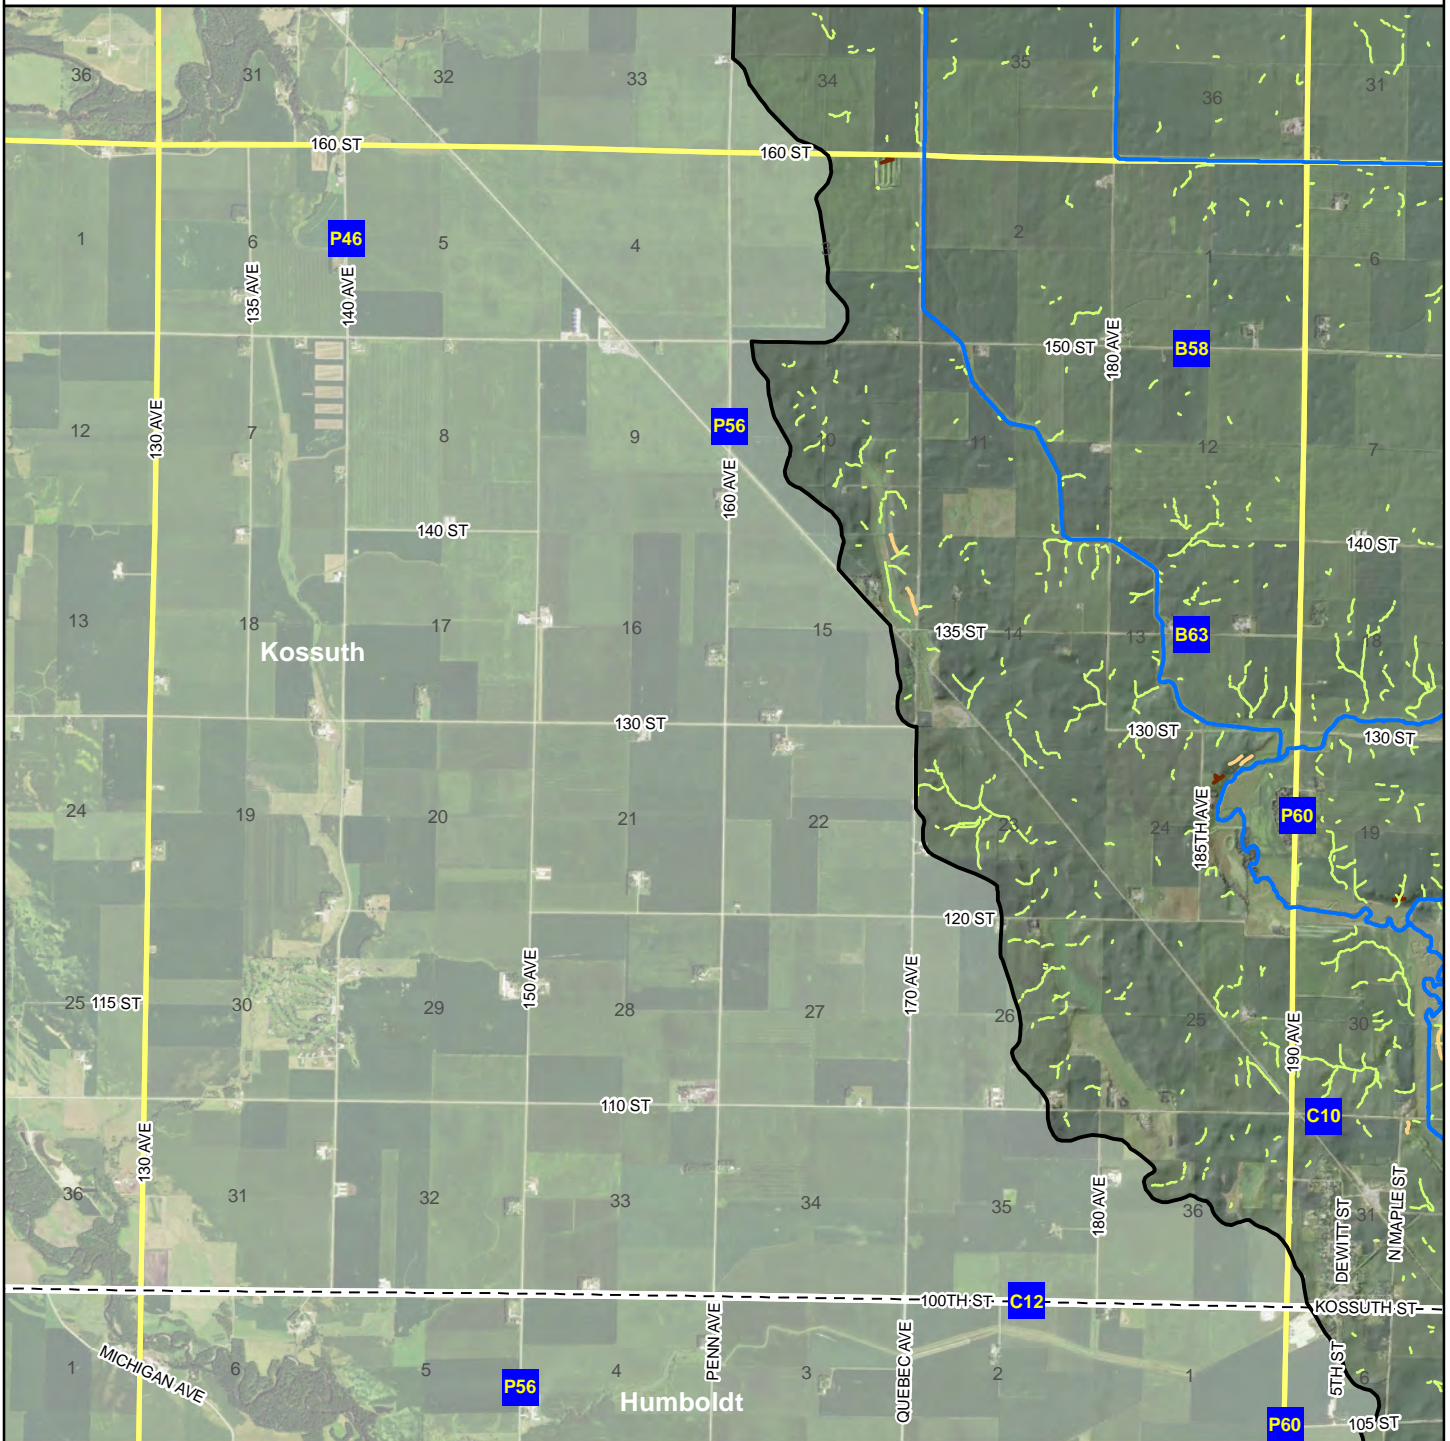 36
31
32
33
34
35
36
31
160 ST
160 ST
1
6
P46
5
4
3
2
1
6
135 AVE
140 AVE
150 ST
180 AVE
B58
130 AVE
12
7
8
9
P56
10
11
12
7
160 AVE
140 ST
140 ST
13
18
17
16
15
135 ST
14
13
B63
18
Kossuth
130 ST
130 ST
130 ST
24
19
20
21
22
23
24
185TH AVE
P60
19
120 ST
25
115 ST
30
29
150 AVE
28
27
170 AVE
26
25
190 AVE
30
110 ST
C10
130 AVE
36
31
32
33
34
35
180 AVE
36
DEWITT ST
31
N MAPLE ST
100TH ST
C12
KOSSUTH ST
1
MICHIGAN AVE
6
5
P56
4
PENN AVE
3
QUEBEC AVE
2
1
5TH ST
6
Humboldt
P60
105 ST